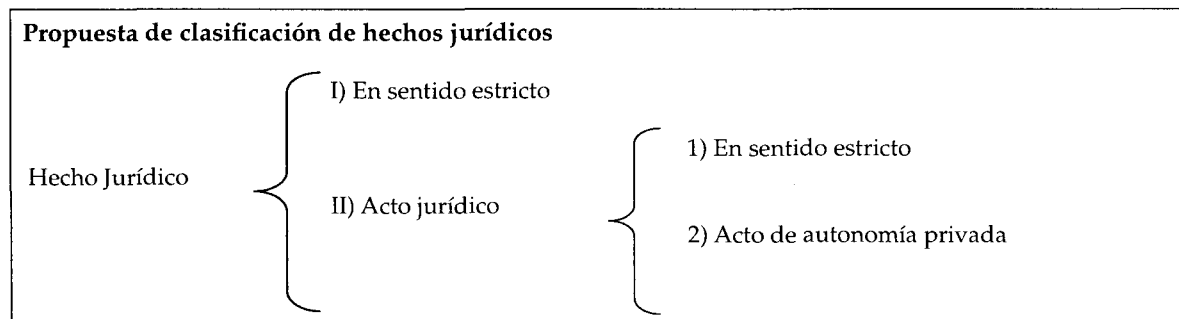 Propuesta de clasificación de hechos jurídicos
I) En sentido estricto
1) En sentido estricto
Hecho Jurídico
II) Acto jurídico
2) Acto de autonomía privada